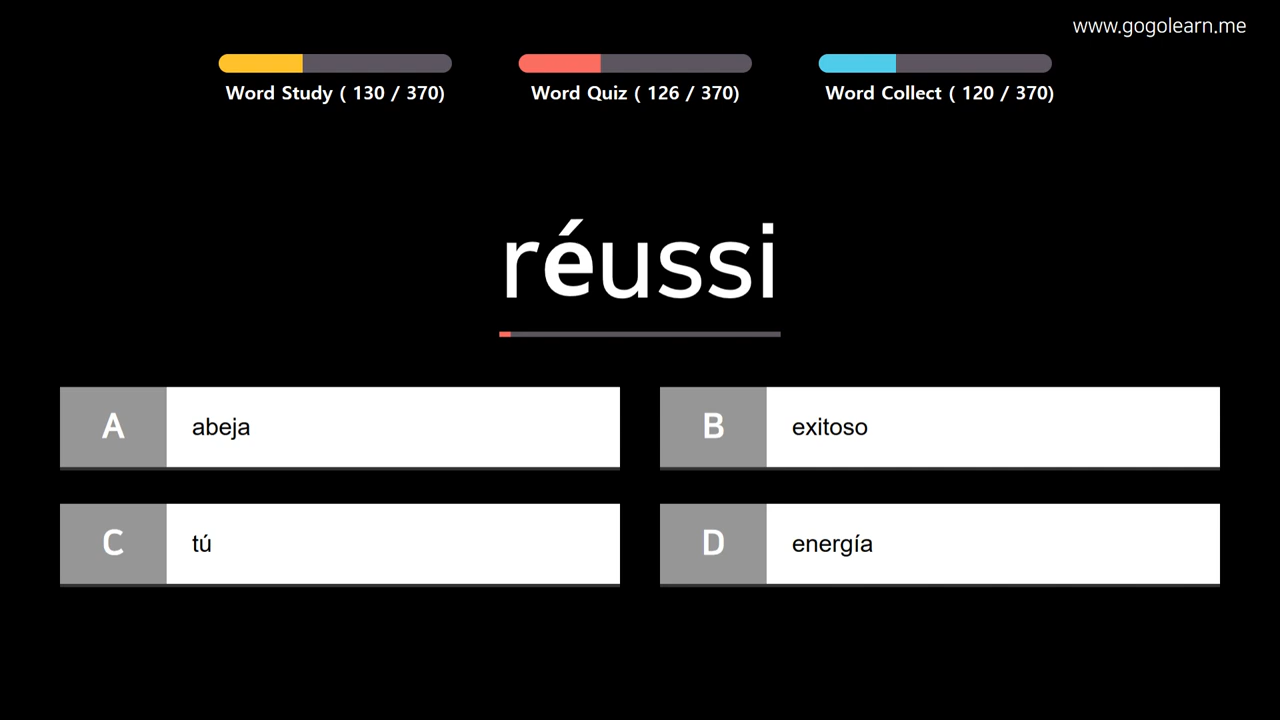 www.gogolearn.me
Word Study ( 130 / 370)
Word Quiz ( 126 / 370)
Word Collect ( 120 / 370)
réussi
A abeja
B exitoso
C tú
D energía